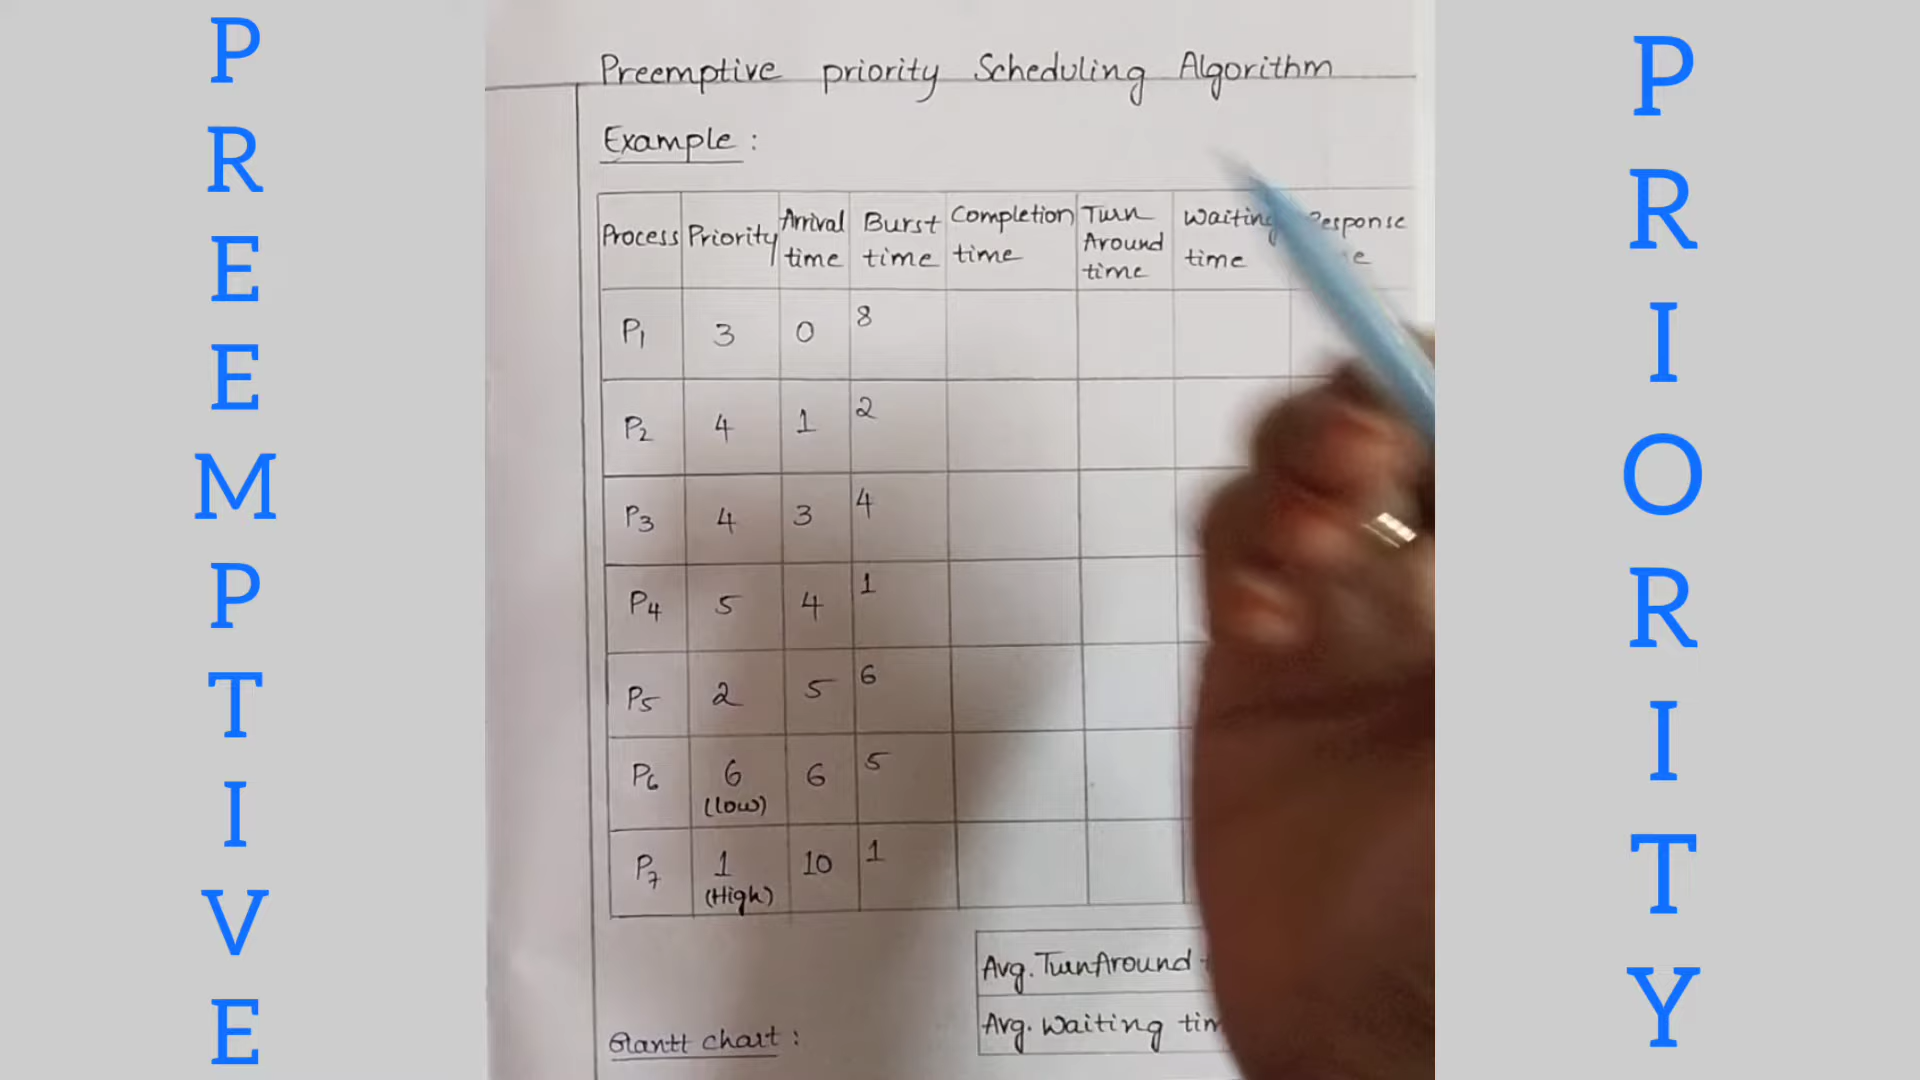 PREEMPTIVE
Preemptive priority Scheduling Algorithm
Example :
Process Priority Arrival time Burst time Completion time Turn Around time Waiting time Response
P1 3 0 8
P2 4 1 2
P3 4 3 4
P4 5 4 1
P5 2 5 6
P6 6 (low) 6 5
P7 1 (High) 10 1
Avg. TurnAround
Avg. Waiting
Gantt chart :
PRIORITY